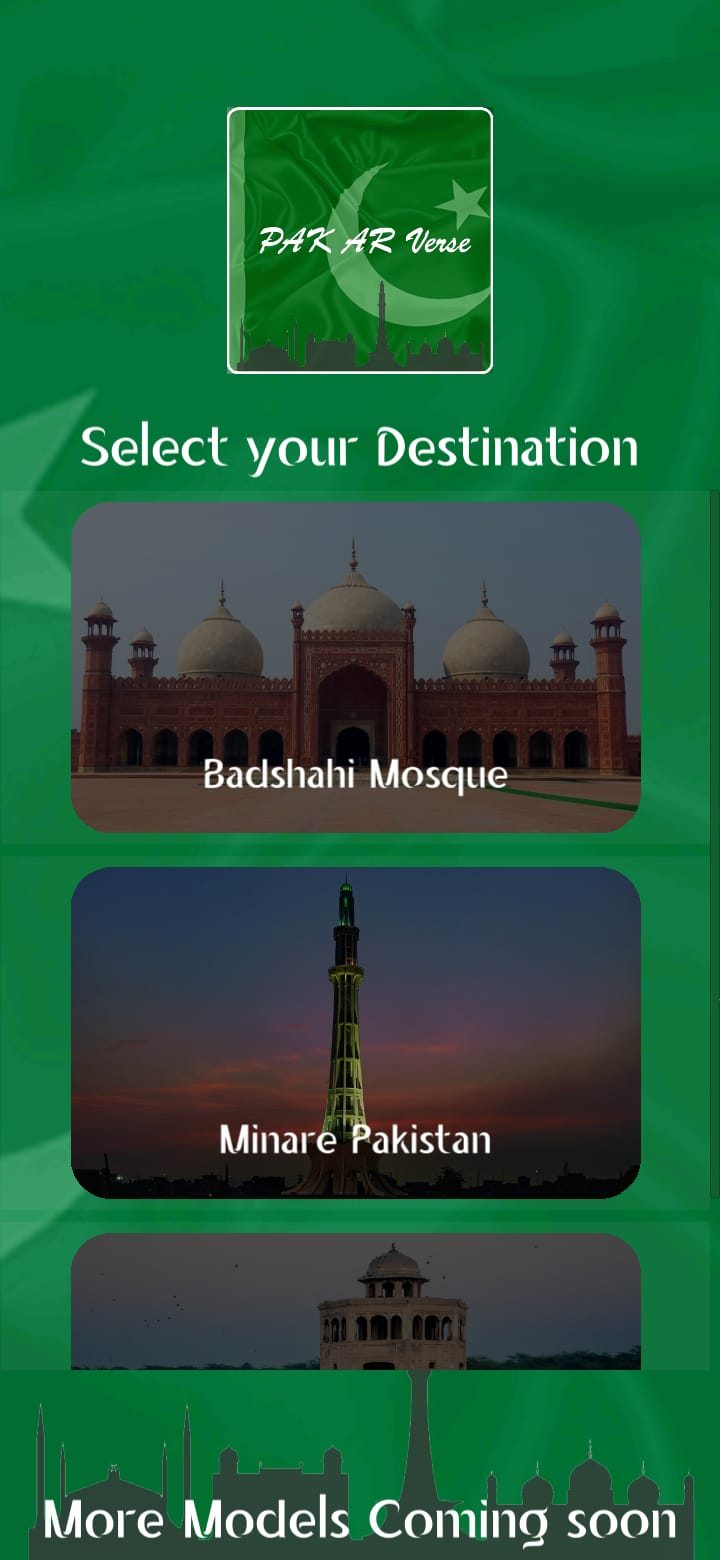 PAK AR Verse
Select your Destination
Badshahi Mosque
Minare Pakistan
More Models Coming soon